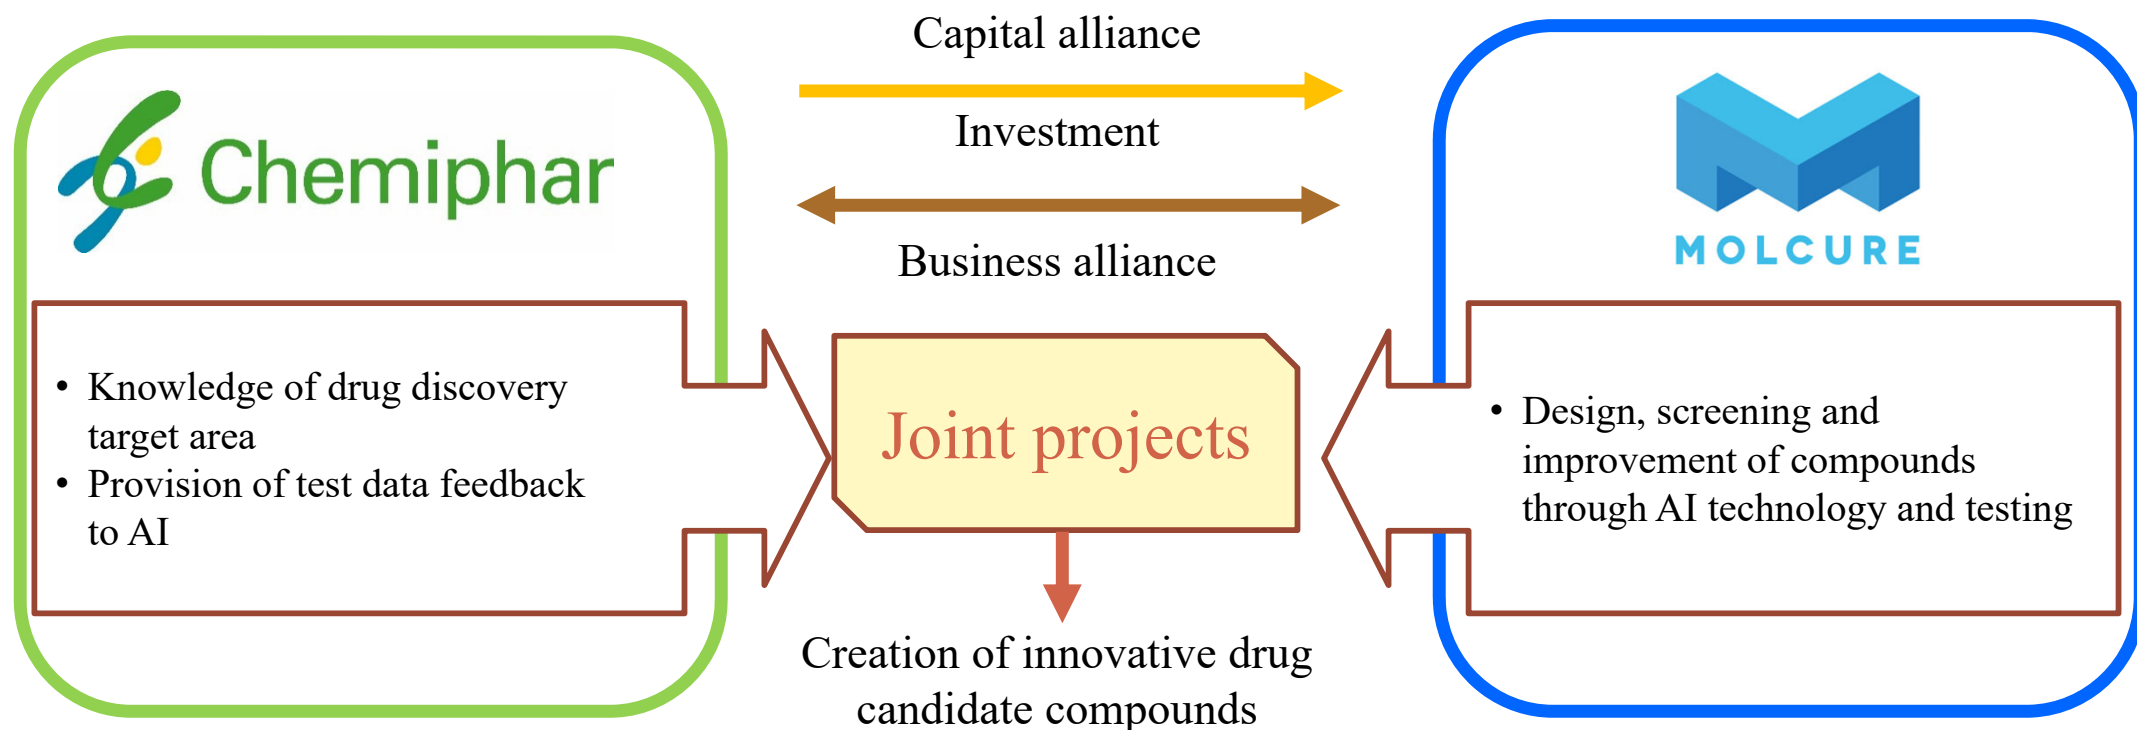 Capital alliance
Investment
Business alliance
Chemiphar
• Knowledge of drug discovery
target area
• Provision of test data feedback
to AI
Joint projects
Creation of innovative drug
candidate compounds
MOLCURE
• Design, screening and
improvement of compounds
through AI technology and testing